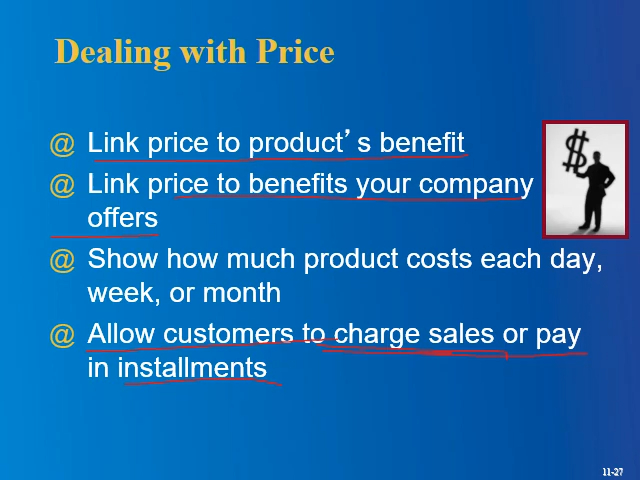 Dealing with Price
@ Link price to product’s benefit
@ Link price to benefits your company
offers
@ Show how much product costs each day,
week, or month
@ Allow customers to charge sales or pay
in installments
$
11-27